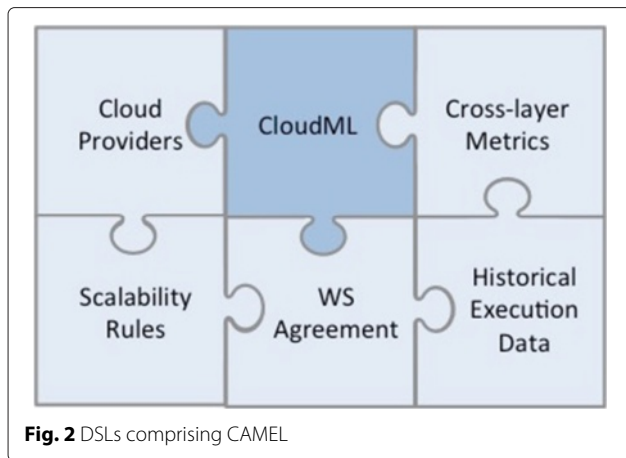 Cloud
Providers
CloudML
Cross-layer
Metrics
Scalability
Rules
WS
Agreement
Historical
Execution
Data
Fig. 2 DSLs comprising CAMEL